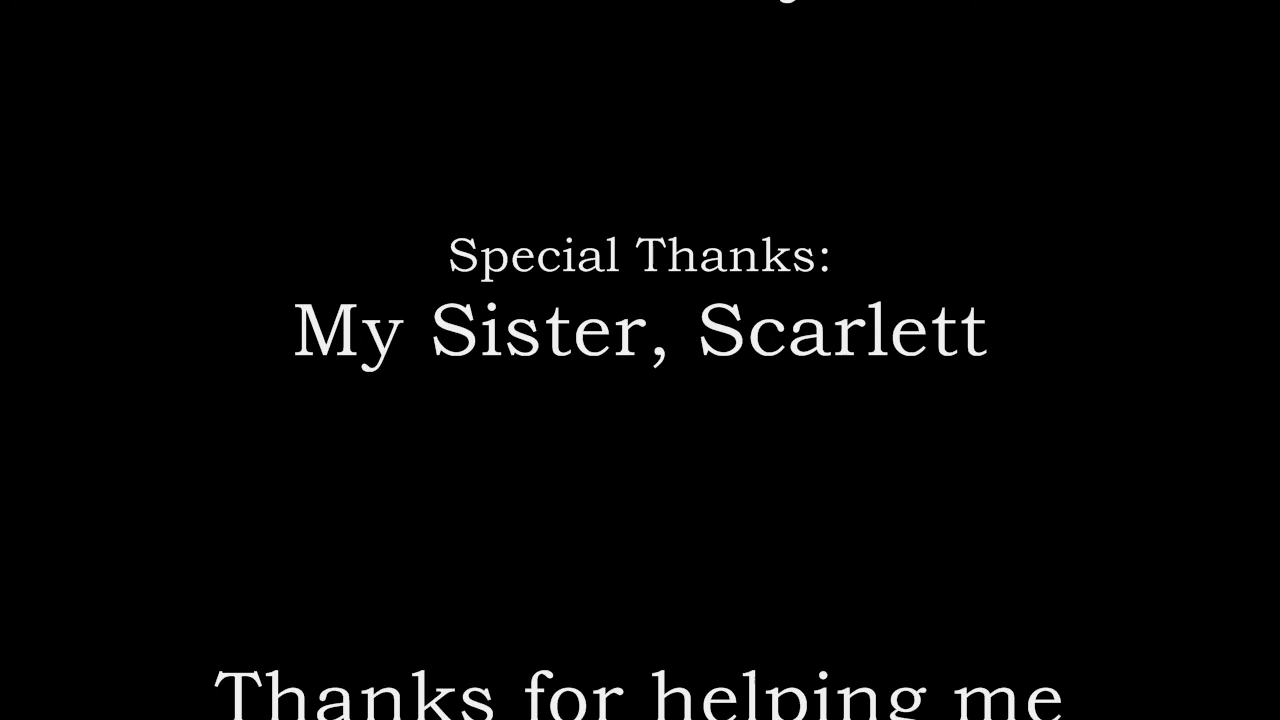 Special Thanks:
My Sister, Scarlett
Thanks for helping me